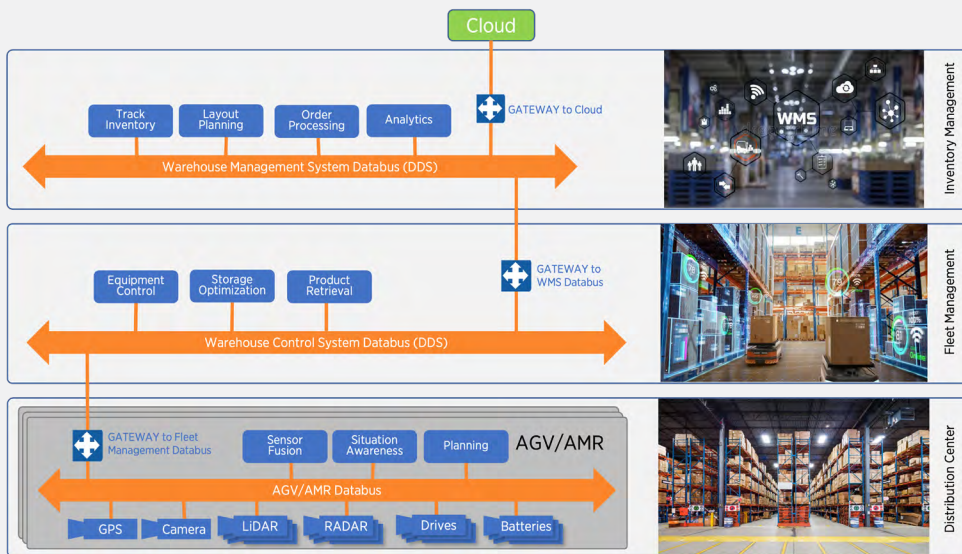 Cloud
GATEWAY to Cloud
Track
Inventory
Layout
Planning
Order
Processing
Analytics
Warehouse Management System Databus (DDS)
WMS
Inventory Management
GATEWAY to
WMS Databus
Equipment
Control
Storage
Optimization
Product
Retrieval
Warehouse Control System Databus (DDS)
E
Fleet Management
GATEWAY to Fleet
Management Databus
Sensor
Fusion
Situation
Awareness
Planning
AGV/AMR
AGV/AMR Databus
GPS
Camera
LiDAR
RADAR
Drives
Batteries
Distribution Center